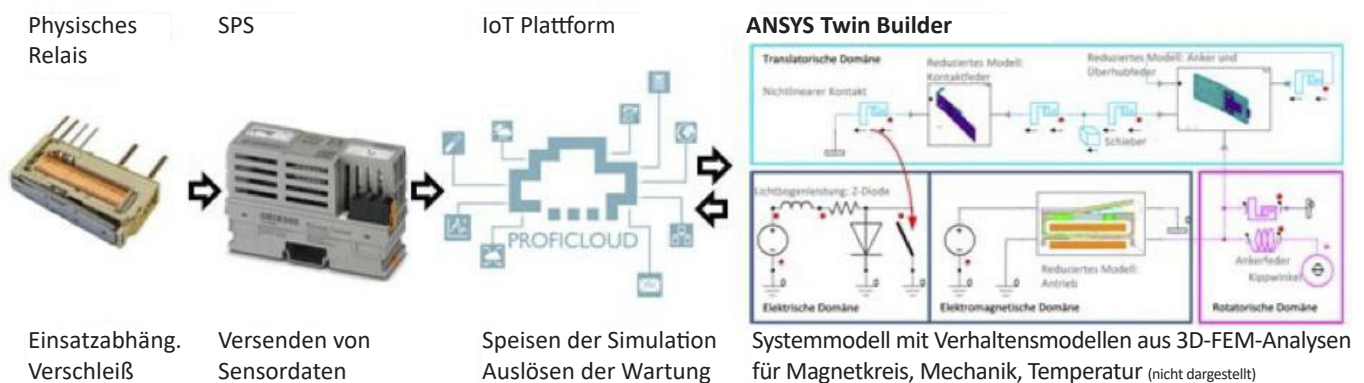 Physisches
Relais
SPS
IoT Plattform
ANSYS Twin Builder
Translatorische Domäne
Reduziertes Modell:
Kontaktfeder
Reduziertes Modell: Anker und
Überhubfeder
Nichtlinearer Kontakt
Schieber
Lichtbogenleistung: Z-Diode
Reduziertes Modell:
Antrieb
Ankerfeder
Kippwinkel
Elektrische Domäne
Elektromagnetische Domäne
Rotatorische Domäne
PROFICLOUD
Einsatzabhäng.
Verschleiß
Versenden von
Sensordaten
Speisen der Simulation
Auslösen der Wartung
Systemmodell mit Verhaltensmodellen aus 3D-FEM-Analysen
für Magnetkreis, Mechanik, Temperatur (nicht dargestellt)